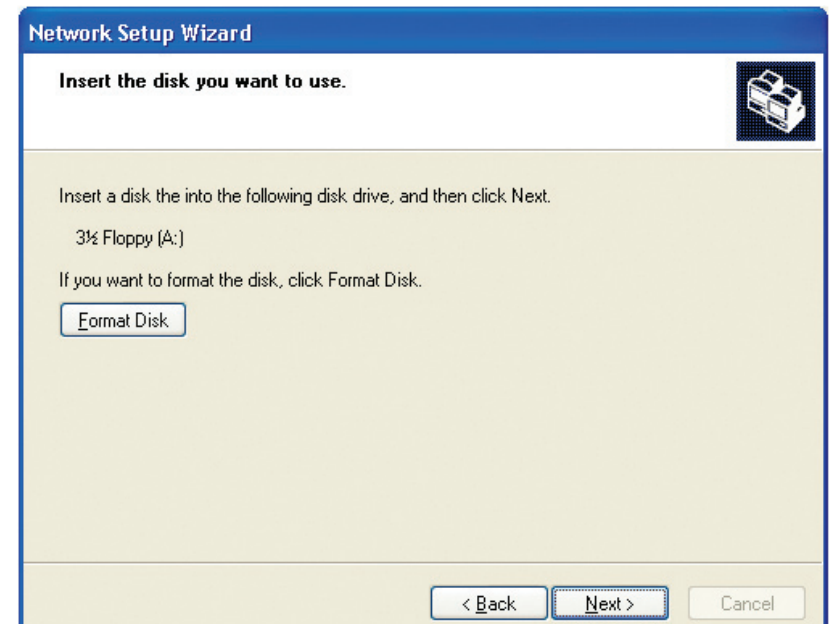 Network Setup Wizard
Insert the disk you want to use.
Insert a disk the into the following disk drive, and then click Next.
3½ Floppy (A:)
If you want to format the disk, click Format Disk.
Format Disk
< Back Next > Cancel